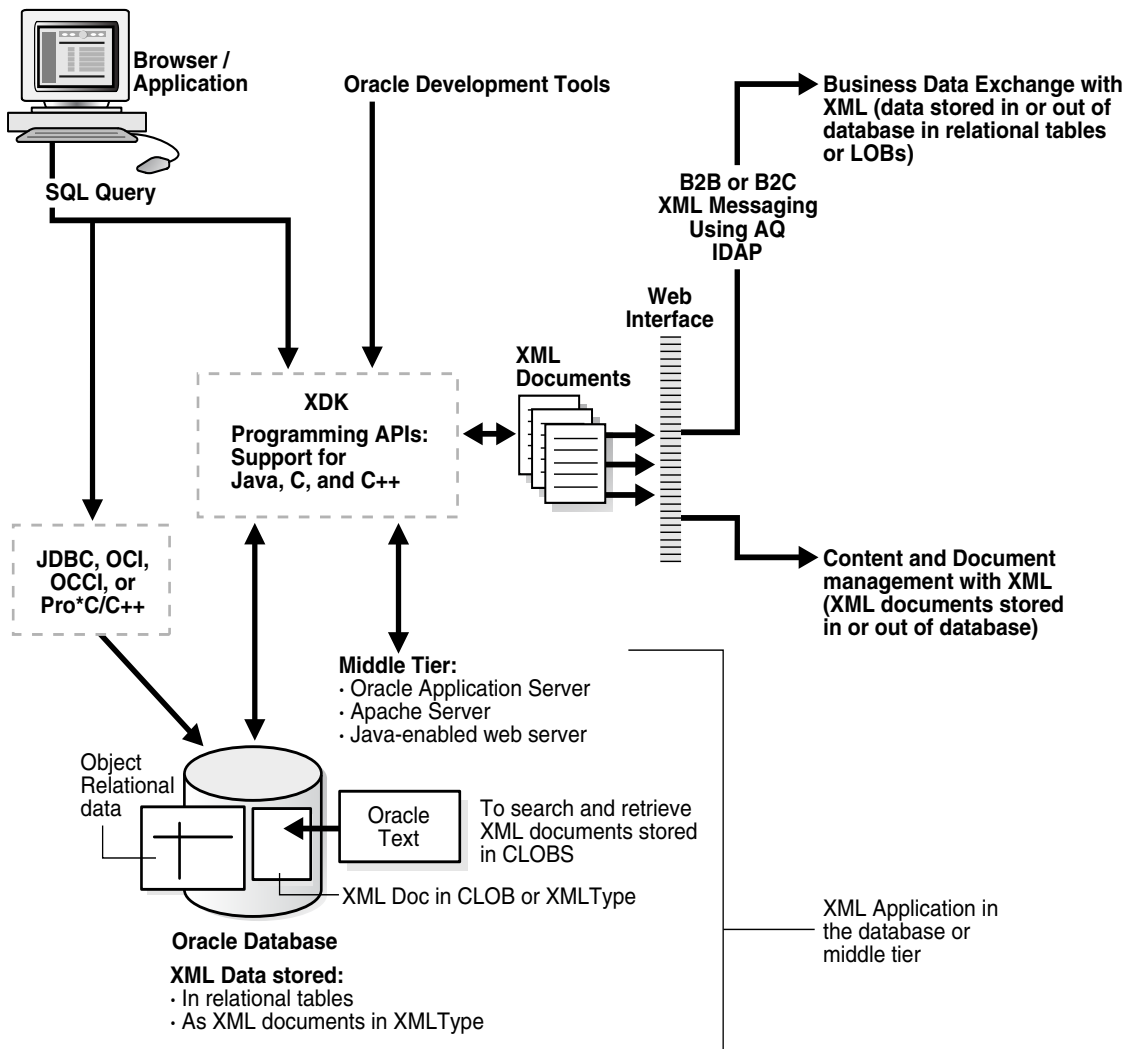 Browser /
Application
Oracle Development Tools
Business Data Exchange with
XML (data stored in or out of
database in relational tables
or LOBs)
SQL Query
B2B or B2C
XML Messaging
Using AQ
IDAP
Web
Interface
XML
Documents
XDK
Programming APIs:
Support for
Java, C, and C++
JDBC, OCI,
OCCI, or
Pro*C/C++
Content and Document
management with XML
(XML documents stored
in or out of database)
Middle Tier:
· Oracle Application Server
· Apache Server
· Java-enabled web server
Object
Relational
data
Oracle
Text
To search and retrieve
XML documents stored
in CLOBS
XML Doc in CLOB or XMLType
XML Application in
the database or
middle tier
Oracle Database
XML Data stored:
· In relational tables
· As XML documents in XMLType